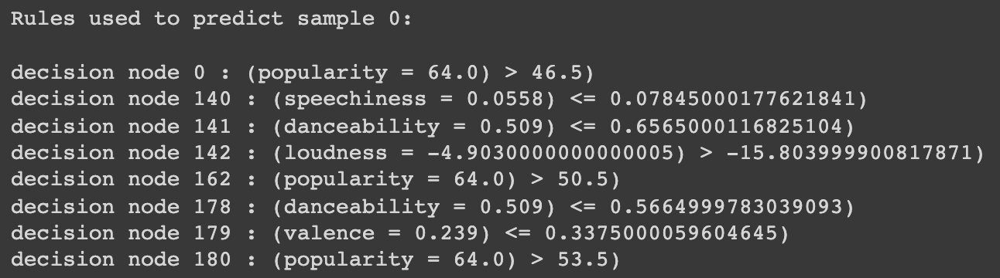 Rules used to predict sample 0:
decision node 0 : (popularity = 64.0) > 46.5)
decision node 140 : (speechiness = 0.0558) <= 0.07845000177621841)
decision node 141 : (danceability = 0.509) <= 0.6565000116825104)
decision node 142 : (loudness = -4.9030000000000005) > -15.803999900817871)
decision node 162 : (popularity = 64.0) > 50.5)
decision node 178 : (danceability = 0.509) <= 0.5664999783039093)
decision node 179 : (valence = 0.239) <= 0.3375000059604645)
decision node 180 : (popularity = 64.0) > 53.5)